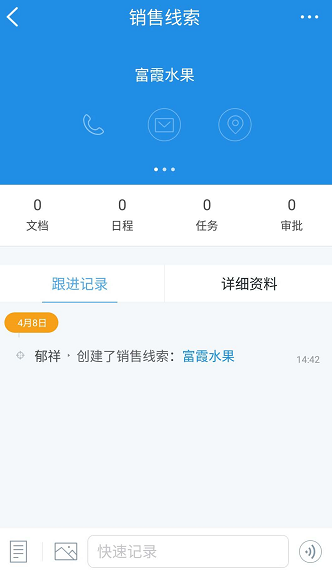 销售线索
富霞水果
0 0 0 0
文档 日程 任务 审批
跟进记录 详细资料
4月8日
郁祥 · 创建了销售线索：富霞水果 14:42
快速记录